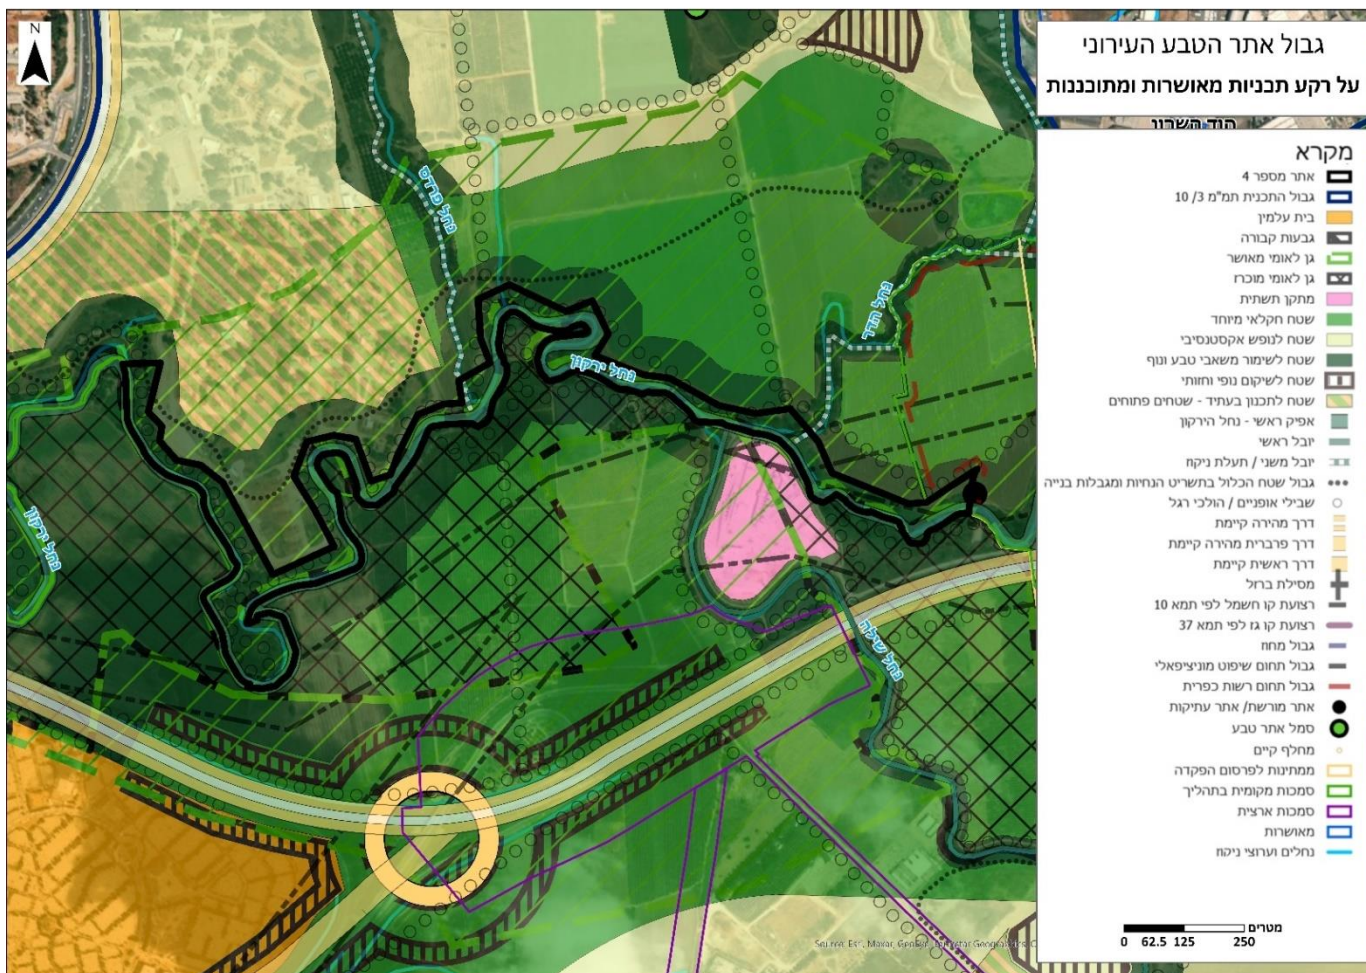 N
גבול אתר הטבע העירוני
על רקע תכניות מאושרות ומתוכננות
הוד השרון
מקרא
אתר מספר 4
גבול התכנית תמ"מ 3/ 10
בית עלמין
גבעות קבורה
גן לאומי מאושר
גן לאומי מוכרז
מתקן תשתית
שטח חקלאי מיוחד
שטח לנופש אקסטנסיבי
שטח לשימור משאבי טבע ונוף
שטח לשיקום נופי וחזותי
שטח לתכנון בעתיד - שטחים פתוחים
אפיק ראשי - נחל הירקון
יובל ראשי
יובל משני / תעלת ניקוז
גבול שטח הכלול בתשריט הנחיות ומגבלות בנייה
שבילי אופניים / הולכי רגל
דרך מהירה קיימת
דרך פרברית מהירה קיימת
דרך ראשית קיימת
מסילת ברזל
רצועת קו חשמל לפי תמא 10
רצועת קו גז לפי תמא 37
גבול מחוז
גבול תחום שיפוט מוניציפאלי
גבול תחום רשות כפרית
אתר מורשת/ אתר עתיקות
סמל אתר טבע
מחלף קיים
ממתינות לפרסום הפקדה
סמכות מקומית בתהליך
סמכות ארצית
מאושרות
נחלים וערוצי ניקוז
מטרים
0 62.5 125 250
נחל פרדס
נחל הדר
נחל ירקון
נחל ירקון
נחל שילה
Source: Esri, Maxar,